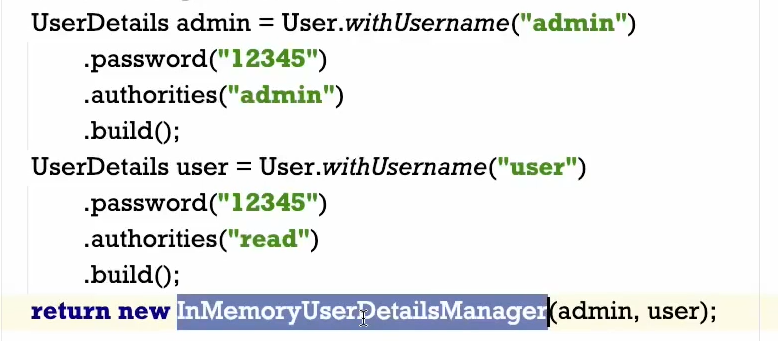 UserDetails admin = User.withUsername("admin")
.password("12345")
.authorities("admin")
.build();
UserDetails user = User.withUsername("user")
.password("12345")
.authorities("read")
.build();
return new InMemoryUserDetailsManager(admin, user);